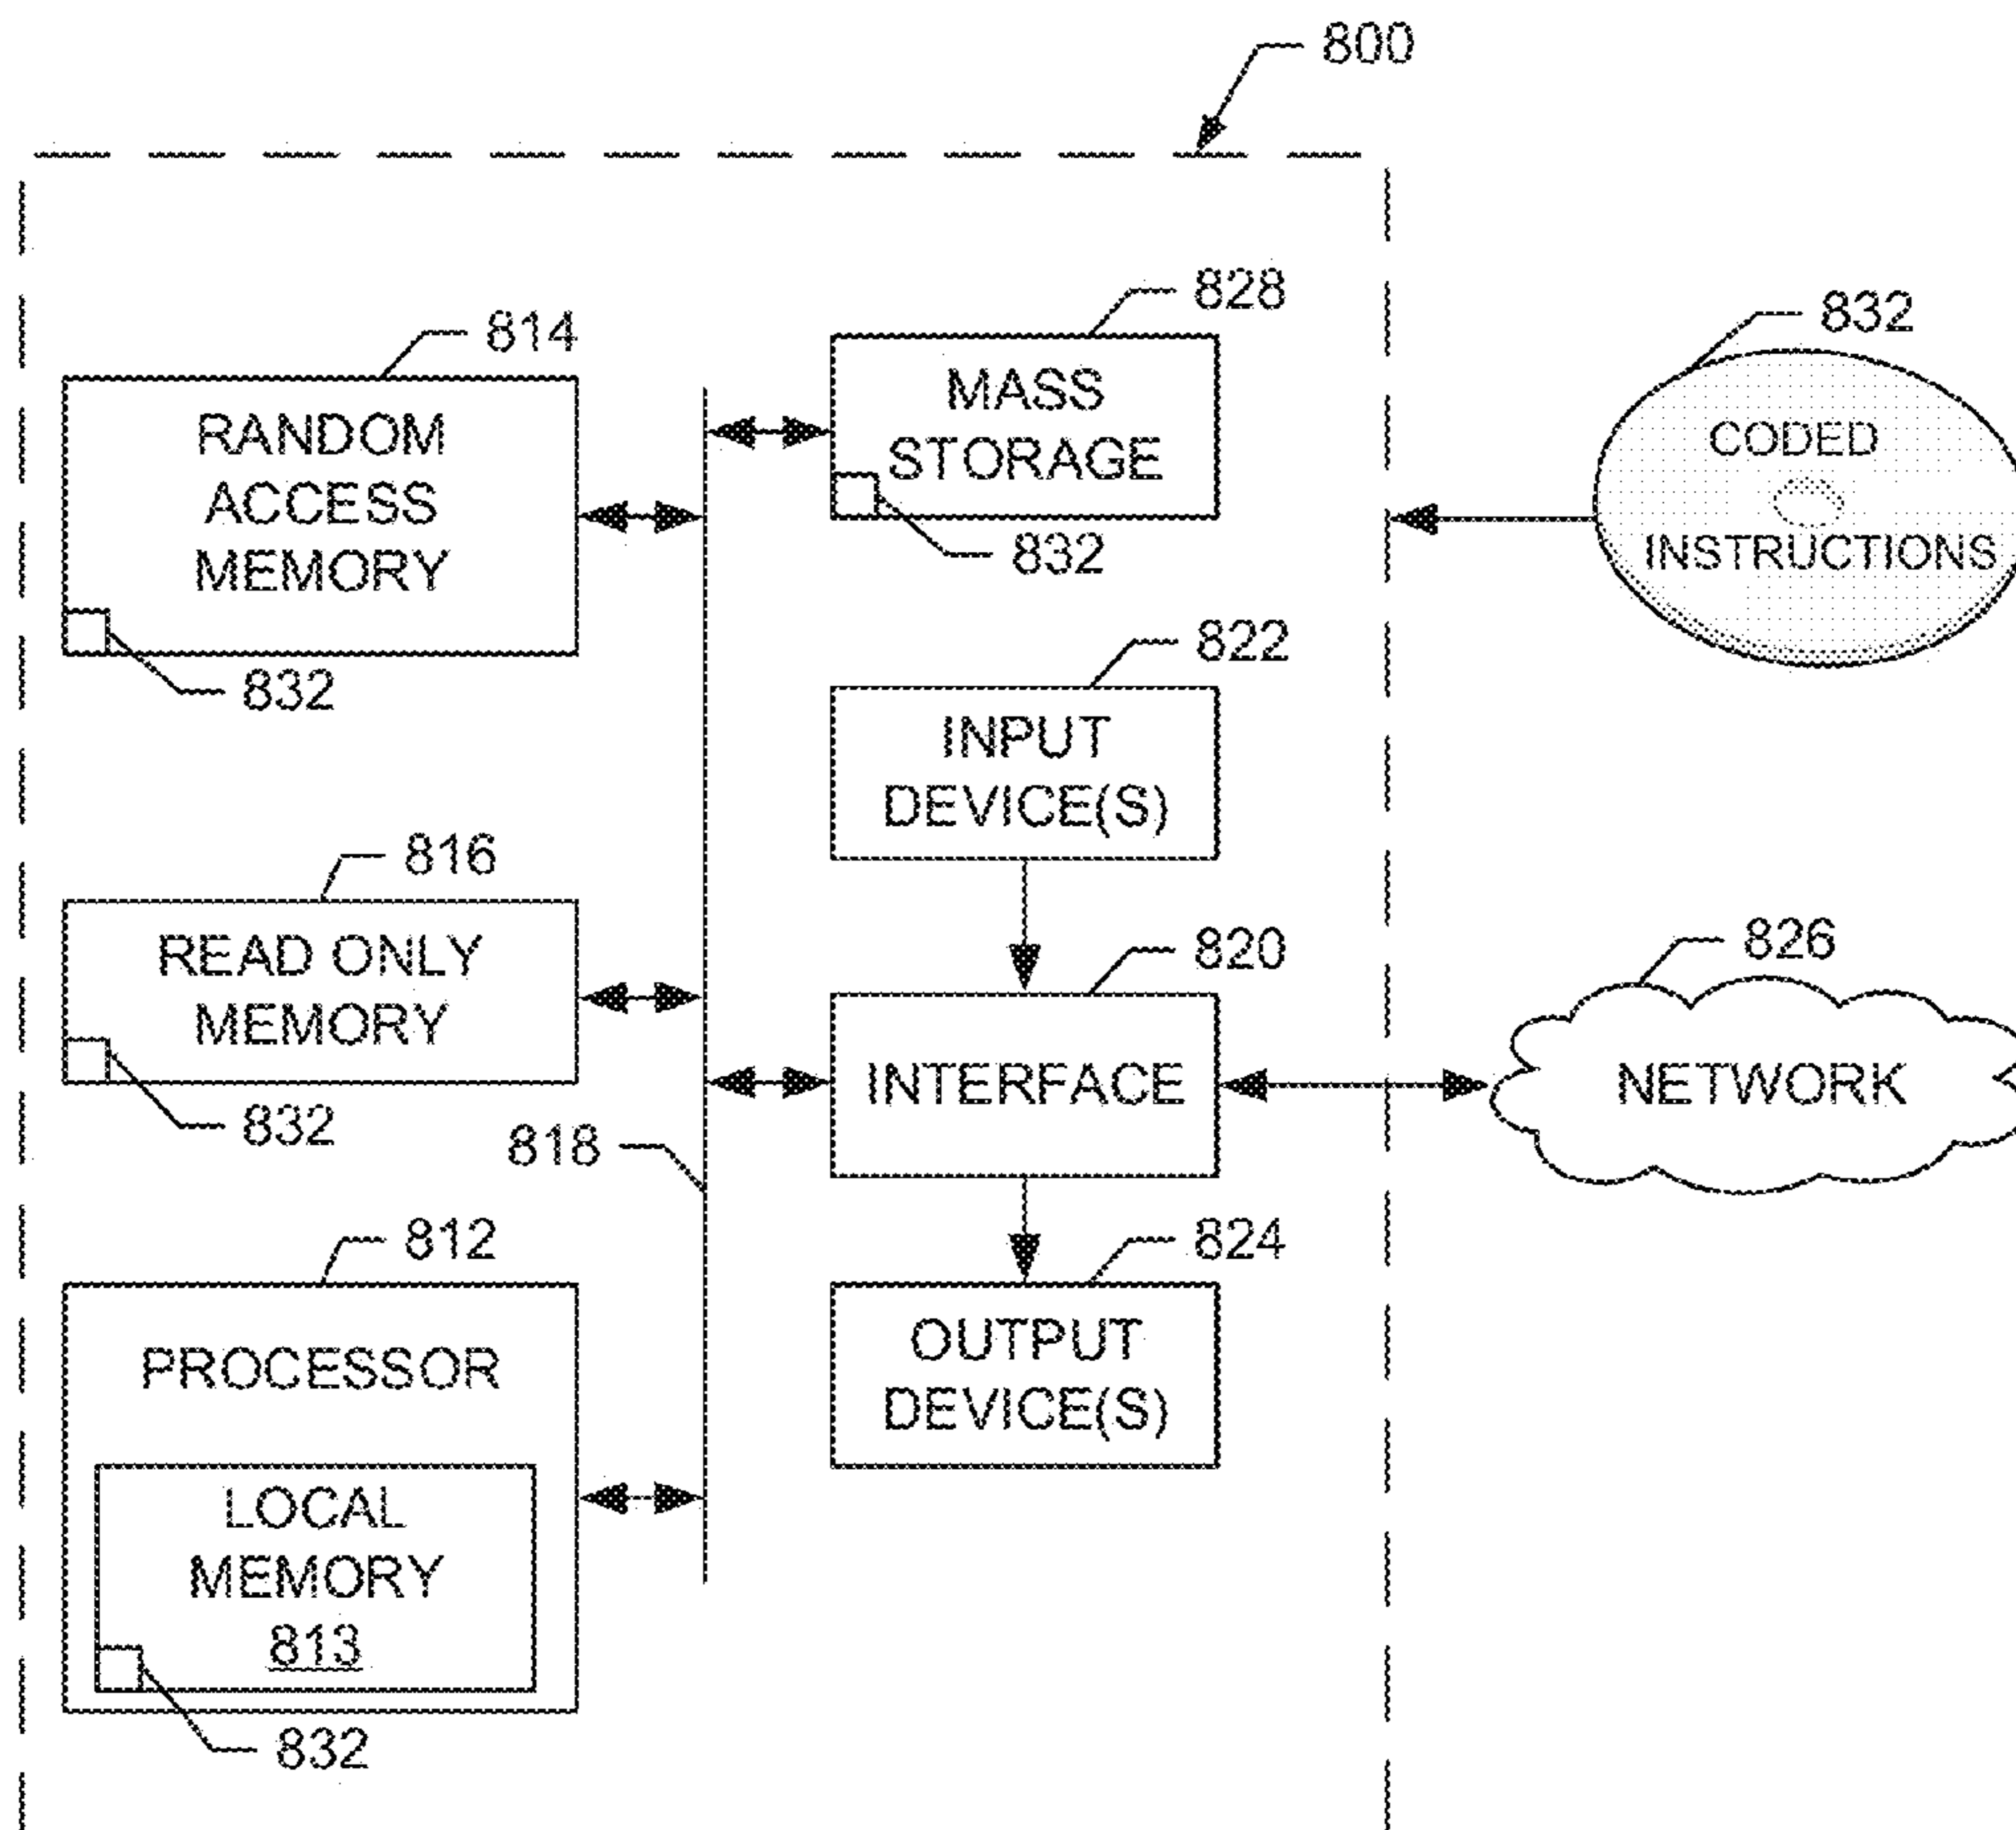 800
828
832
814
MASS
STORAGE
RANDOM
ACCESS
MEMORY
CODED
INSTRUCTIONS
832
832
822
INPUT
DEVICE(S)
816
READ ONLY
MEMORY
820
826
INTERFACE
NETWORK
832
818
812
824
PROCESSOR
OUTPUT
DEVICE(S)
LOCAL
MEMORY
813
832